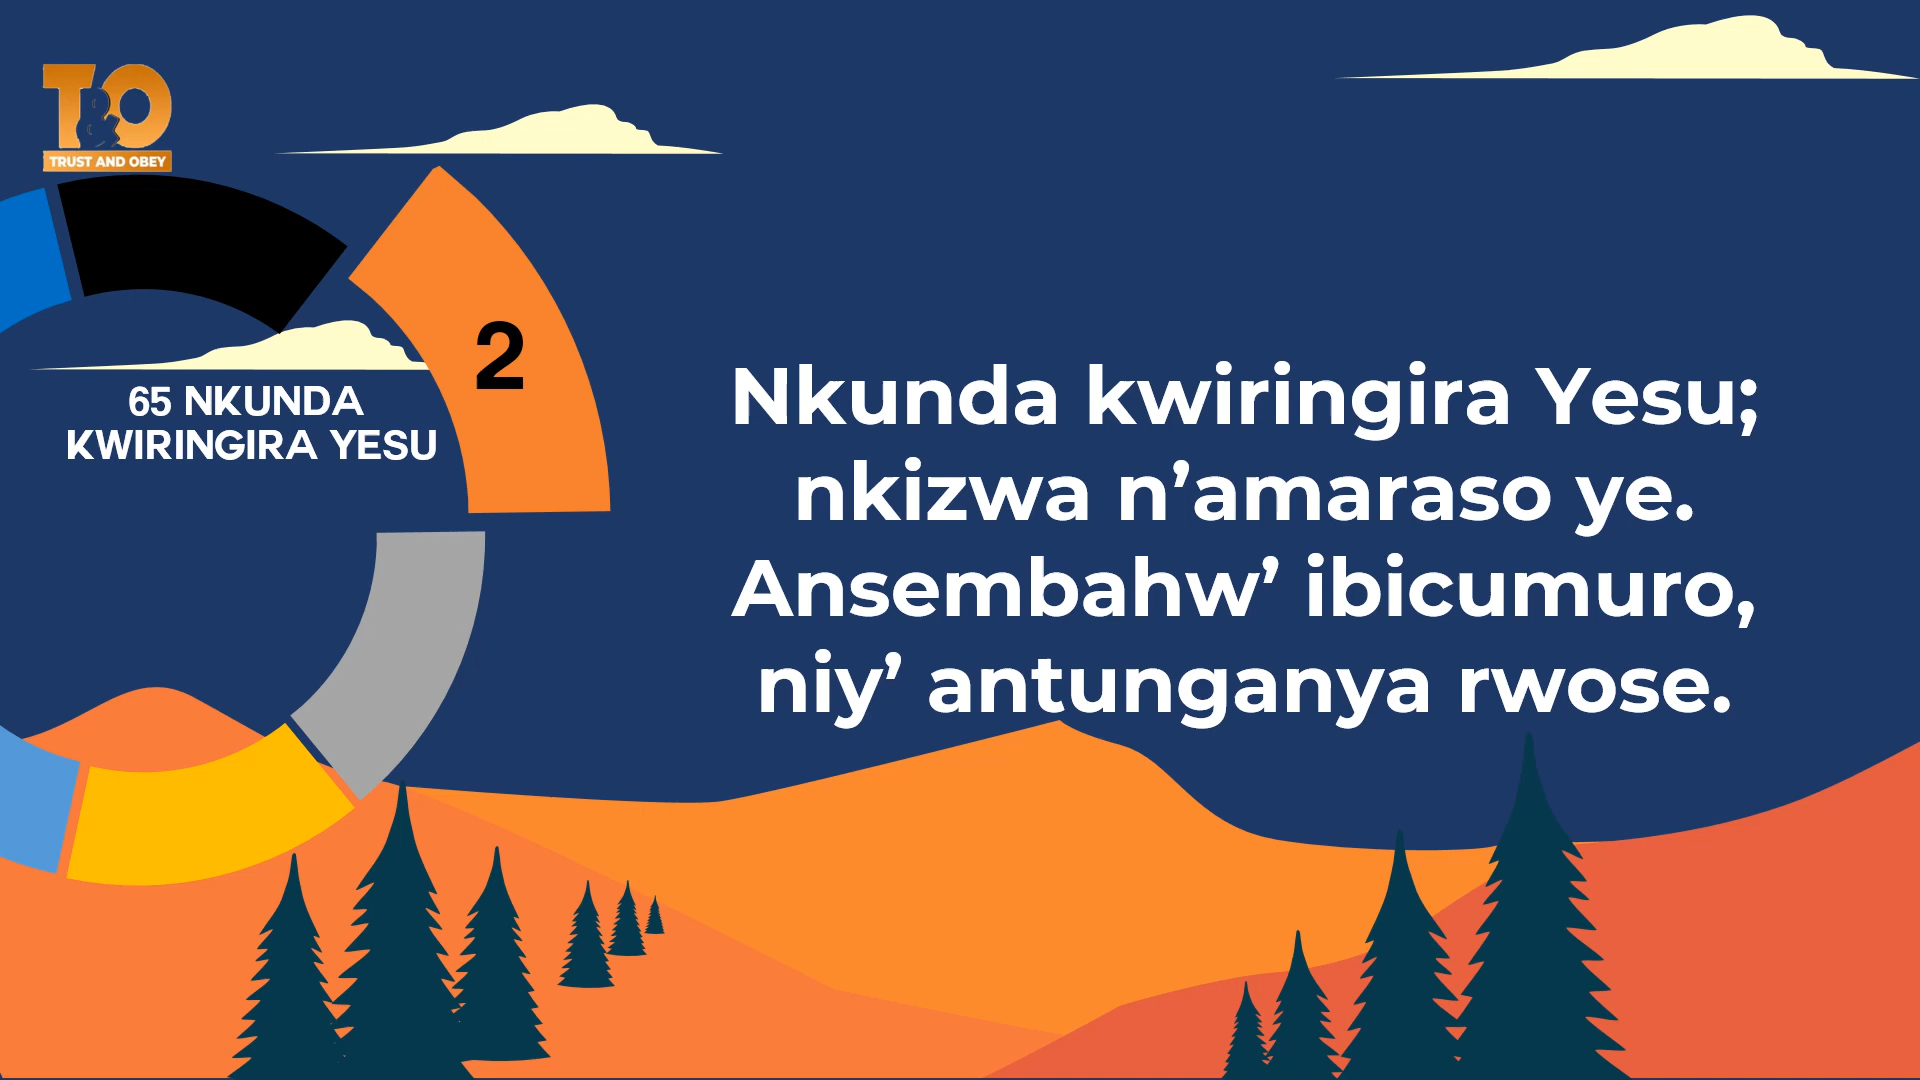 T&O
TRUST AND OBEY
65 NKUNDA
KWIRINGIRA YESU
2
Nkunda kwiringira Yesu;
nkizwa n’amaraso ye.
Ansembahw’ ibicumuro,
niy’ antunganya rwose.